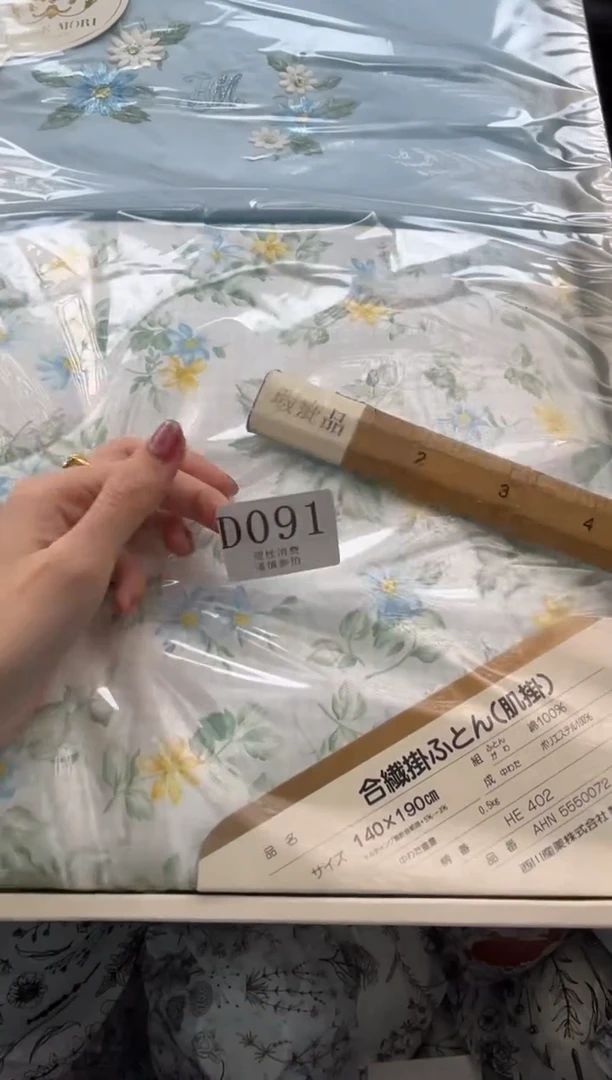 E MORI
HM
瑕疵品
2
3
4
D091
理性消费
谨慎参拍
合繊掛ふとん(肌掛)
品名
組 ふとんがわ 綿100%
成 中わた ポリエステル100%
サイズ 140×190cm
中わた重量 0.5kg
柄番 HE 402
品番 AHN 5550072
西川産業株式会社